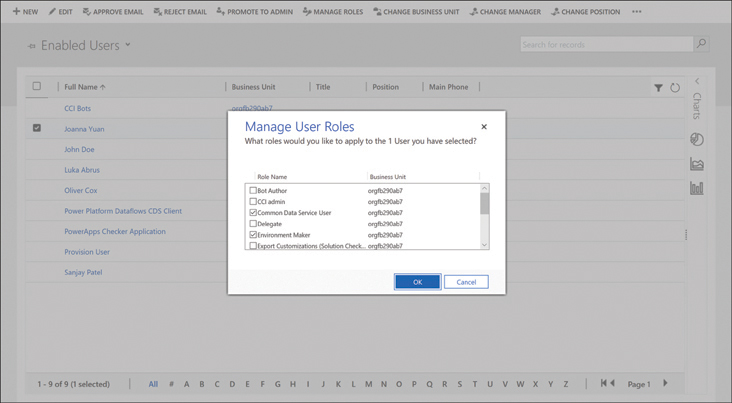 NEW EDIT APPROVE EMAIL REJECT EMAIL PROMOTE TO ADMIN MANAGE ROLES CHANGE BUSINESS UNIT CHANGE MANAGER CHANGE POSITION
Enabled Users
Search for records
Full Name Business Unit Title Position Main Phone
CCI Bots orgfb290ab7
Joanna Yuan
John Doe
Luka Abrus
Oliver Cox
Power Platform Dataflows CDS Client
PowerApps Checker Application
Provision User
Sanjay Patel
Charts
Manage User Roles
What roles would you like to apply to the 1 User you have selected?
Role Name Business Unit
Bot Author orgfb290ab7
CCI admin orgfb290ab7
Common Data Service User orgfb290ab7
Delegate orgfb290ab7
Environment Maker orgfb290ab7
Export Customizations (Solution Check... orgfb290ab7
OK Cancel
1 - 9 of 9 (1 selected) All # A B C D E F G H I J K L M N O P Q R S T U V W X Y Z Page 1